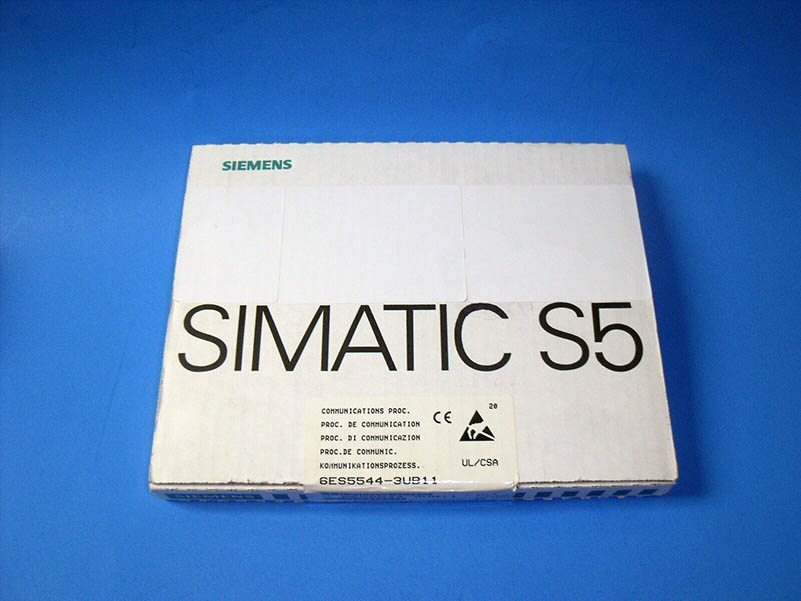 SIEMENS
SIMATIC S5
COMMUNICATIONS PROC.
PROC. DE COMMUNICATION
PROC. DI COMMUNICAZION
PROC.DE COMMUNIC.
KOMMUNIKATIONSPROZESS.
6ES5544-3UB11
CE
20
UL/CSA
SIEMENS